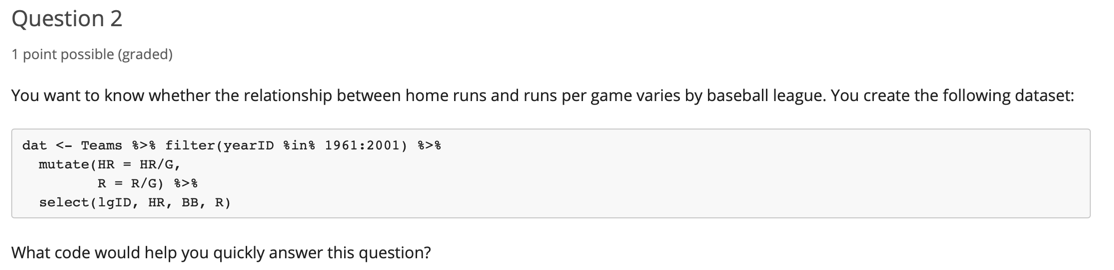 Question 2
1 point possible (graded)
You want to know whether the relationship between home runs and runs per game varies by baseball league. You create the following dataset:
dat <- Teams %>% filter(yearID %in% 1961:2001) %>%
  mutate(HR = HR/G,
         R = R/G) %>%
  select(lgID, HR, BB, R)
What code would help you quickly answer this question?